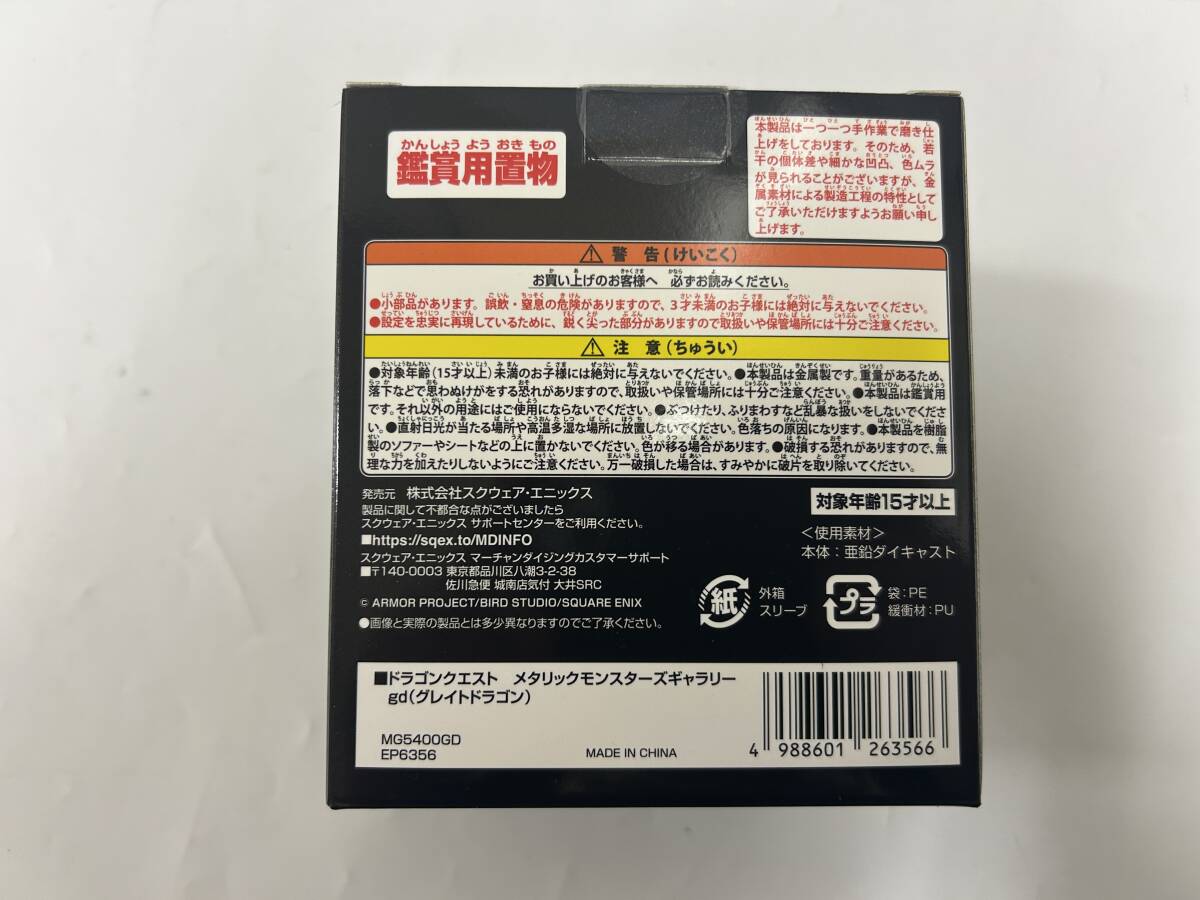 鑑賞用置物
本製品は一つ一つ手作業で磨き仕
上げをしております。そのため、若
干の個体差や細かな凹凸、色ムラ
が見られることがございますが、金
属素材による製造工程の特性として
ご了承いただけますようお願い申し
上げます。
⚠ 警告(けいこく)
お買い上げのお客様へ 必ずお読みください。
●小部品があります。誤飲・窒息の危険がありますので、3才未満のお子様には絶対に与えないでください。
●設定を忠実に再現しているために、鋭く尖った部分がありますので取扱いや保管場所には十分ご注意ください。
⚠ 注意(ちゅうい)
●対象年齢(15才以上)未満のお子様には絶対に与えないでください。●本製品は金属製です。重量があるため、
落下などで思わぬけがをする恐れがありますので、取扱いや保管場所には十分ご注意ください。●本製品は鑑賞用
です。それ以外の用途にはご使用にならないでください。●ぶつけたり、ふりまわすなど乱暴な扱いをしないでくださ
い。●直射日光が当たる場所や高温多湿な場所に放置しないでください。色落ちの原因になります。●本製品を樹脂
製のソファーやシートなどの上に置かないでください。色が移る場合があります。●破損する恐れがありますので、無
理な力を加えたりしないようにご注意ください。万一破損した場合は、すみやかに破片を取り除いてください。
発売元 株式会社スクウェア・エニックス
製品に関して不都合な点がございましたら
スクウェア・エニックス サポートセンターをご利用ください。
■https://sqex.to/MDINFO
スクウェア・エニックス マーチャンダイジングカスタマーサポート
■〒140-0003 東京都品川区八潮3-2-38
佐川急便 城南店気付 大井SRC
© ARMOR PROJECT/BIRD STUDIO/SQUARE ENIX
●画像と実際の製品とは多少異なりますのでご了承ください。
対象年齢15才以上
<使用素材>
本体:亜鉛ダイキャスト
紙
外箱
スリーブ
プラ
袋:PE
緩衝材:PU
■ドラゴンクエスト メタリックモンスターズギャラリー
gd(グレイトドラゴン)
MG5400GD
EP6356
MADE IN CHINA
4 988601 263566